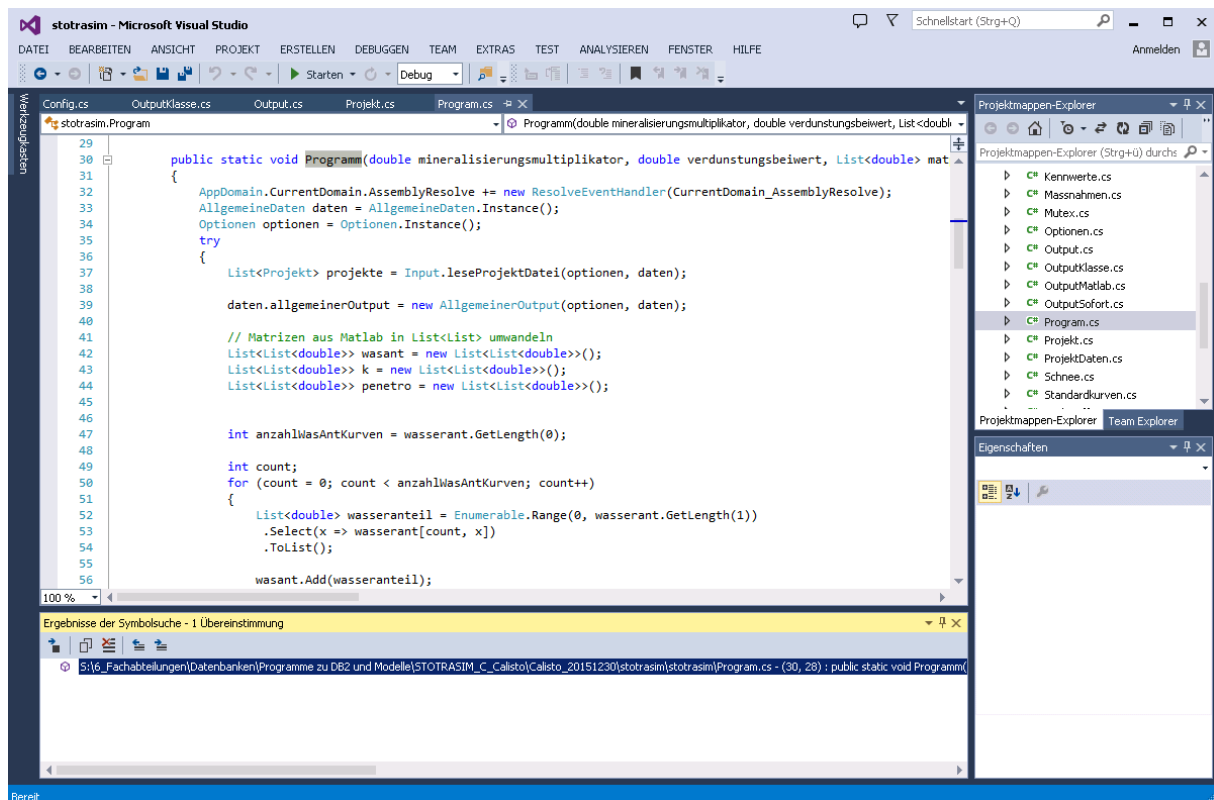 stotrasim - Microsoft Visual Studio
Schnellstart (Strg+Q)
DATEI BEARBEITEN ANSICHT PROJEKT ERSTELLEN DEBUGGEN TEAM EXTRAS TEST ANALYSIEREN FENSTER HILFE
Anmelden
Starten Debug
Werkzeugkasten
Config.cs OutputKlasse.cs Output.cs Projekt.cs Program.cs
stotrasim.Program
Programm(double mineralisierungsmultiplikator, double verdunstungsbeiwert, List<doubl
29
30 public static void Programm(double mineralisierungsmultiplikator, double verdunstungsbeiwert, List<double> mat
31 {
32 AppDomain.CurrentDomain.AssemblyResolve += new ResolveEventHandler(CurrentDomain_AssemblyResolve);
33 AllgemeineDaten daten = AllgemeineDaten.Instance();
34 Optionen optionen = Optionen.Instance();
35 try
36 {
37 List<Projekt> projekte = Input.leseProjektDatei(optionen, daten);
38
39 daten.allgemeinerOutput = new AllgemeinerOutput(optionen, daten);
40
41 // Matrizen aus Matlab in List<List> umwandeln
42 List<List<double>> wasant = new List<List<double>>();
43 List<List<double>> k = new List<List<double>>();
44 List<List<double>> penetro = new List<List<double>>();
45
46
47 int anzahlWasAntKurven = wasserant.GetLength(0);
48
49 int count;
50 for (count = 0; count < anzahlWasAntKurven; count++)
51 {
52 List<double> wasseranteil = Enumerable.Range(0, wasserant.GetLength(1))
53 .Select(x => wasserant[count, x])
54 .ToList();
55
56 wasant.Add(wasseranteil);
100 %
Ergebnisse der Symbolsuche - 1 Übereinstimmung
S:\6_Fachabteilungen\Datenbanken\Programme zu DB2 und Modelle\STOTRASIM_C_Calisto\Calisto_20151230\stotrasim\stotrasim\Program.cs - (30, 28) : public static void Programm(
Projektmappen-Explorer
Projektmappen-Explorer (Strg+ü) durchs
C# Kennwerte.cs
C# Massnahmen.cs
C# Mutex.cs
C# Optionen.cs
C# Output.cs
C# OutputKlasse.cs
C# OutputMatlab.cs
C# OutputSofort.cs
C# Program.cs
C# Projekt.cs
C# ProjektDaten.cs
C# Schnee.cs
C# Standardkurven.cs
Projektmappen-Explorer Team Explorer
Eigenschaften
Bereit